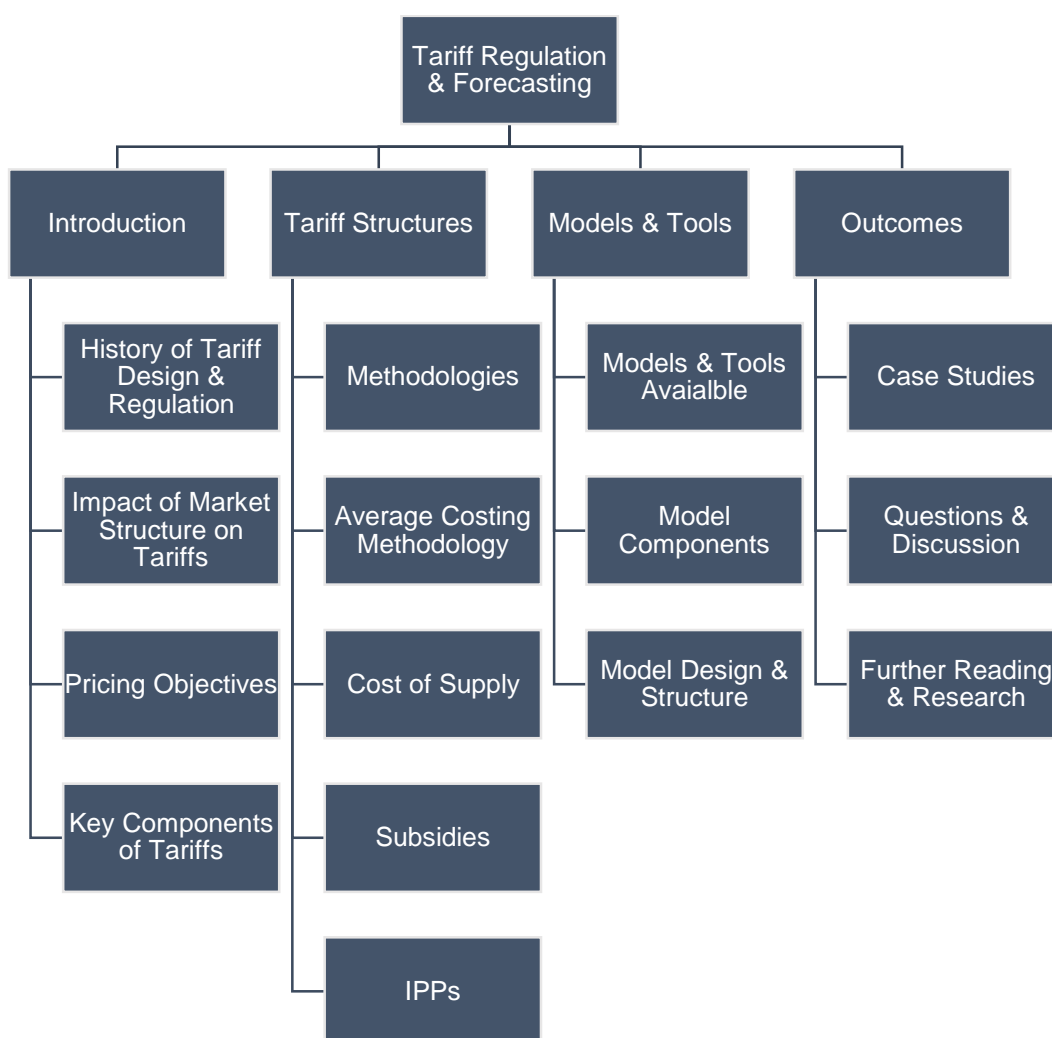 Tariff Regulation
& Forecasting
Introduction
Tariff Structures
Models & Tools
Outcomes
History of Tariff
Design &
Regulation
Impact of Market
Structure on
Tariffs
Pricing Objectives
Key Components
of Tariffs
Methodologies
Average Costing
Methodology
Cost of Supply
Subsidies
IPPs
Models & Tools
Avaialble
Model
Components
Model Design &
Structure
Case Studies
Questions &
Discussion
Further Reading
& Research